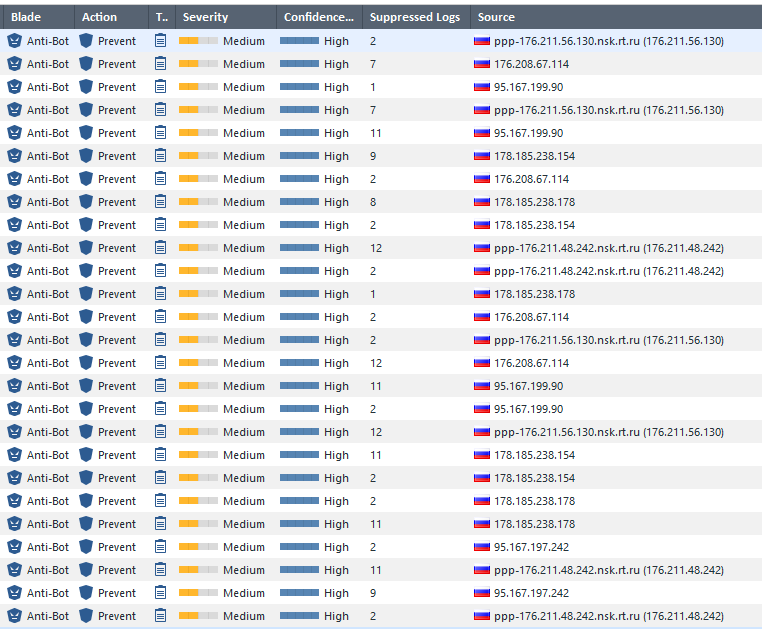 Blade Action T.. Severity Confidence... Suppressed Logs Source
Anti-Bot Prevent Medium High 2 ppp-176.211.56.130.nsk.rt.ru (176.211.56.130)
Anti-Bot Prevent Medium High 7 176.208.67.114
Anti-Bot Prevent Medium High 1 95.167.199.90
Anti-Bot Prevent Medium High 7 ppp-176.211.56.130.nsk.rt.ru (176.211.56.130)
Anti-Bot Prevent Medium High 11 95.167.199.90
Anti-Bot Prevent Medium High 9 178.185.238.154
Anti-Bot Prevent Medium High 2 176.208.67.114
Anti-Bot Prevent Medium High 8 178.185.238.178
Anti-Bot Prevent Medium High 2 178.185.238.154
Anti-Bot Prevent Medium High 12 ppp-176.211.48.242.nsk.rt.ru (176.211.48.242)
Anti-Bot Prevent Medium High 2 ppp-176.211.48.242.nsk.rt.ru (176.211.48.242)
Anti-Bot Prevent Medium High 1 178.185.238.178
Anti-Bot Prevent Medium High 2 176.208.67.114
Anti-Bot Prevent Medium High 2 ppp-176.211.56.130.nsk.rt.ru (176.211.56.130)
Anti-Bot Prevent Medium High 12 176.208.67.114
Anti-Bot Prevent Medium High 11 95.167.199.90
Anti-Bot Prevent Medium High 2 95.167.199.90
Anti-Bot Prevent Medium High 12 ppp-176.211.56.130.nsk.rt.ru (176.211.56.130)
Anti-Bot Prevent Medium High 11 178.185.238.154
Anti-Bot Prevent Medium High 2 178.185.238.154
Anti-Bot Prevent Medium High 2 178.185.238.178
Anti-Bot Prevent Medium High 11 178.185.238.178
Anti-Bot Prevent Medium High 2 95.167.197.242
Anti-Bot Prevent Medium High 11 ppp-176.211.48.242.nsk.rt.ru (176.211.48.242)
Anti-Bot Prevent Medium High 9 95.167.197.242
Anti-Bot Prevent Medium High 2 ppp-176.211.48.242.nsk.rt.ru (176.211.48.242)